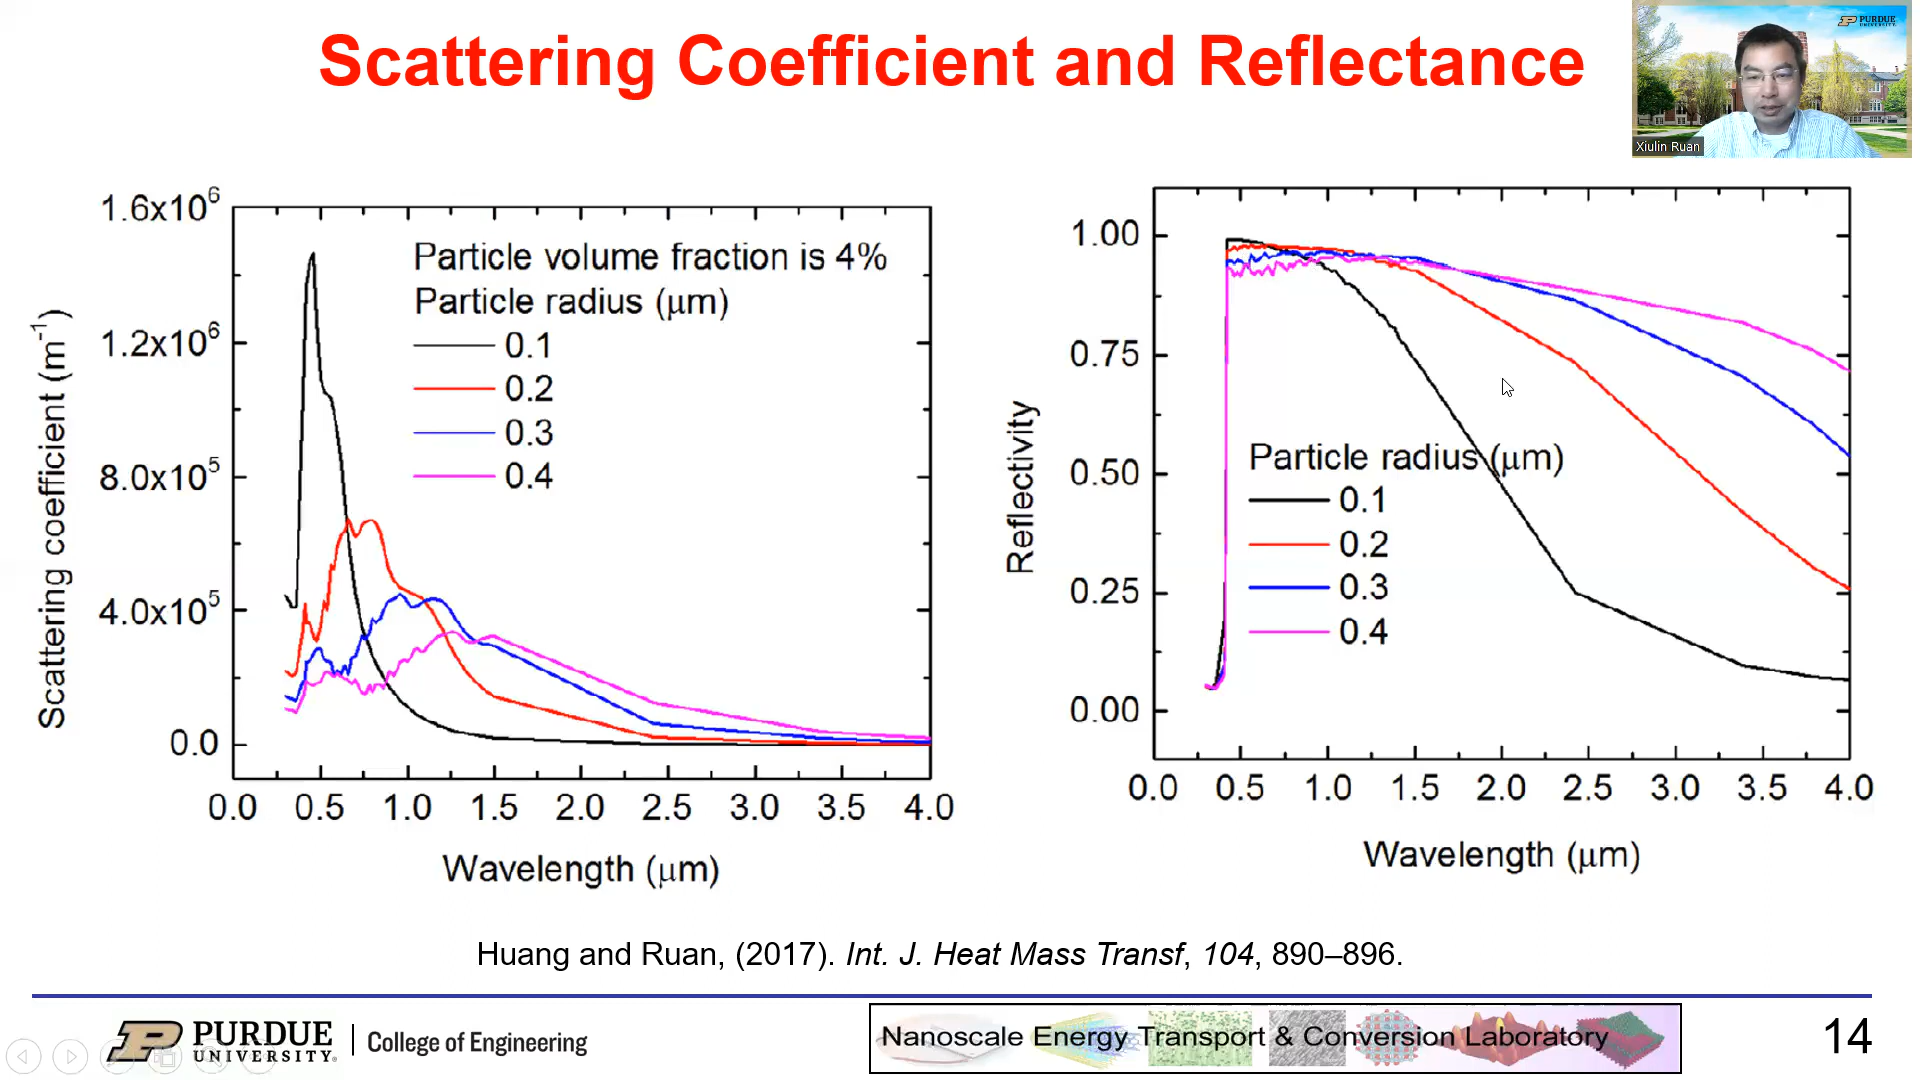 Scattering Coefficient and Reflectance
PURDUE
UNIVERSITY
Xiulin Ruan
1.6x10⁶
1.2x10⁶
8.0x10⁵
4.0x10⁵
0.0
Scattering coefficient (m⁻¹)
Particle volume fraction is 4%
Particle radius (μm)
0.1
0.2
0.3
0.4
0.0 0.5 1.0 1.5 2.0 2.5 3.0 3.5 4.0
Wavelength (μm)
1.00
0.75
0.50
0.25
0.00
Reflectivity
Particle radius (μm)
0.1
0.2
0.3
0.4
0.0 0.5 1.0 1.5 2.0 2.5 3.0 3.5 4.0
Wavelength (μm)
Huang and Ruan, (2017). Int. J. Heat Mass Transf, 104, 890–896.
PURDUE
UNIVERSITY.
College of Engineering
Nanoscale Energy Transport & Conversion Laboratory
14